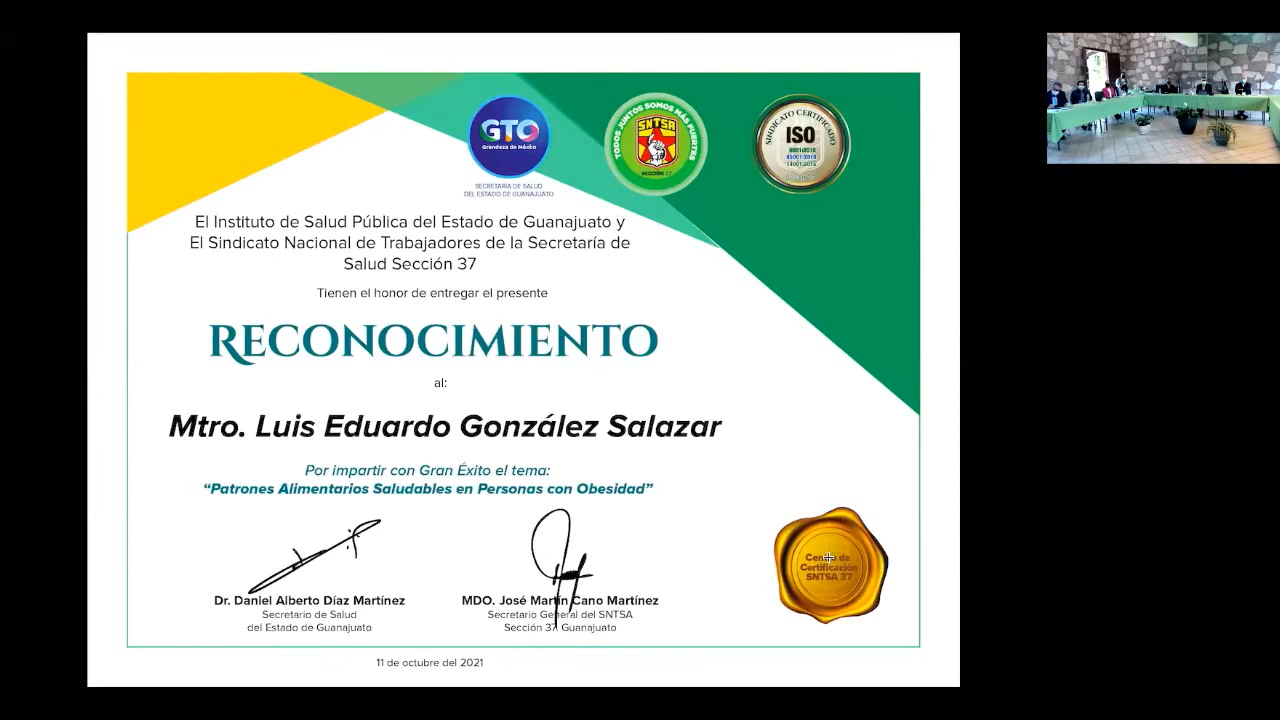 GTO
Grandeza de México
SECRETARÍA DE SALUD
DEL ESTADO DE GUANAJUATO
TODOS JUNTOS SOMOS MÁS FUERTES
SNTSA
SECCIÓN 37
SINDICATO CERTIFICADO
ISO
9001:2015
45001:2018
14001:2015
El Instituto de Salud Pública del Estado de Guanajuato y
El Sindicato Nacional de Trabajadores de la Secretaría de
Salud Sección 37
Tienen el honor de entregar el presente
RECONOCIMIENTO
al:
Mtro. Luis Eduardo González Salazar
Por impartir con Gran Éxito el tema:
“Patrones Alimentarios Saludables en Personas con Obesidad”
Dr. Daniel Alberto Díaz Martínez
Secretario de Salud
del Estado de Guanajuato
MDO. José Martín Cano Martínez
Secretario General del SNTSA
Sección 37. Guanajuato
Centro de
Certificación
SNTSA 37
11 de octubre del 2021